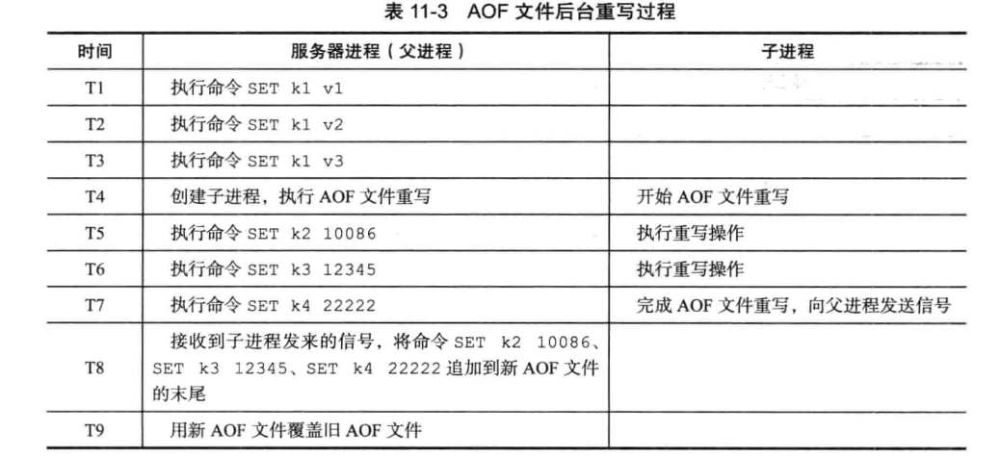 表 11-3 AOF 文件后台重写过程
时间 服务器进程（父进程） 子进程
T1 执行命令 SET k1 v1
T2 执行命令 SET k1 v2
T3 执行命令 SET k1 v3
T4 创建子进程，执行 AOF 文件重写 开始 AOF 文件重写
T5 执行命令 SET k2 10086 执行重写操作
T6 执行命令 SET k3 12345 执行重写操作
T7 执行命令 SET k4 22222 完成 AOF 文件重写，向父进程发送信号
接收到子进程发来的信号，将命令 SET k2 10086、
T8 SET k3 12345、SET k4 22222 追加到新 AOF 文件
的末尾
T9 用新 AOF 文件覆盖旧 AOF 文件